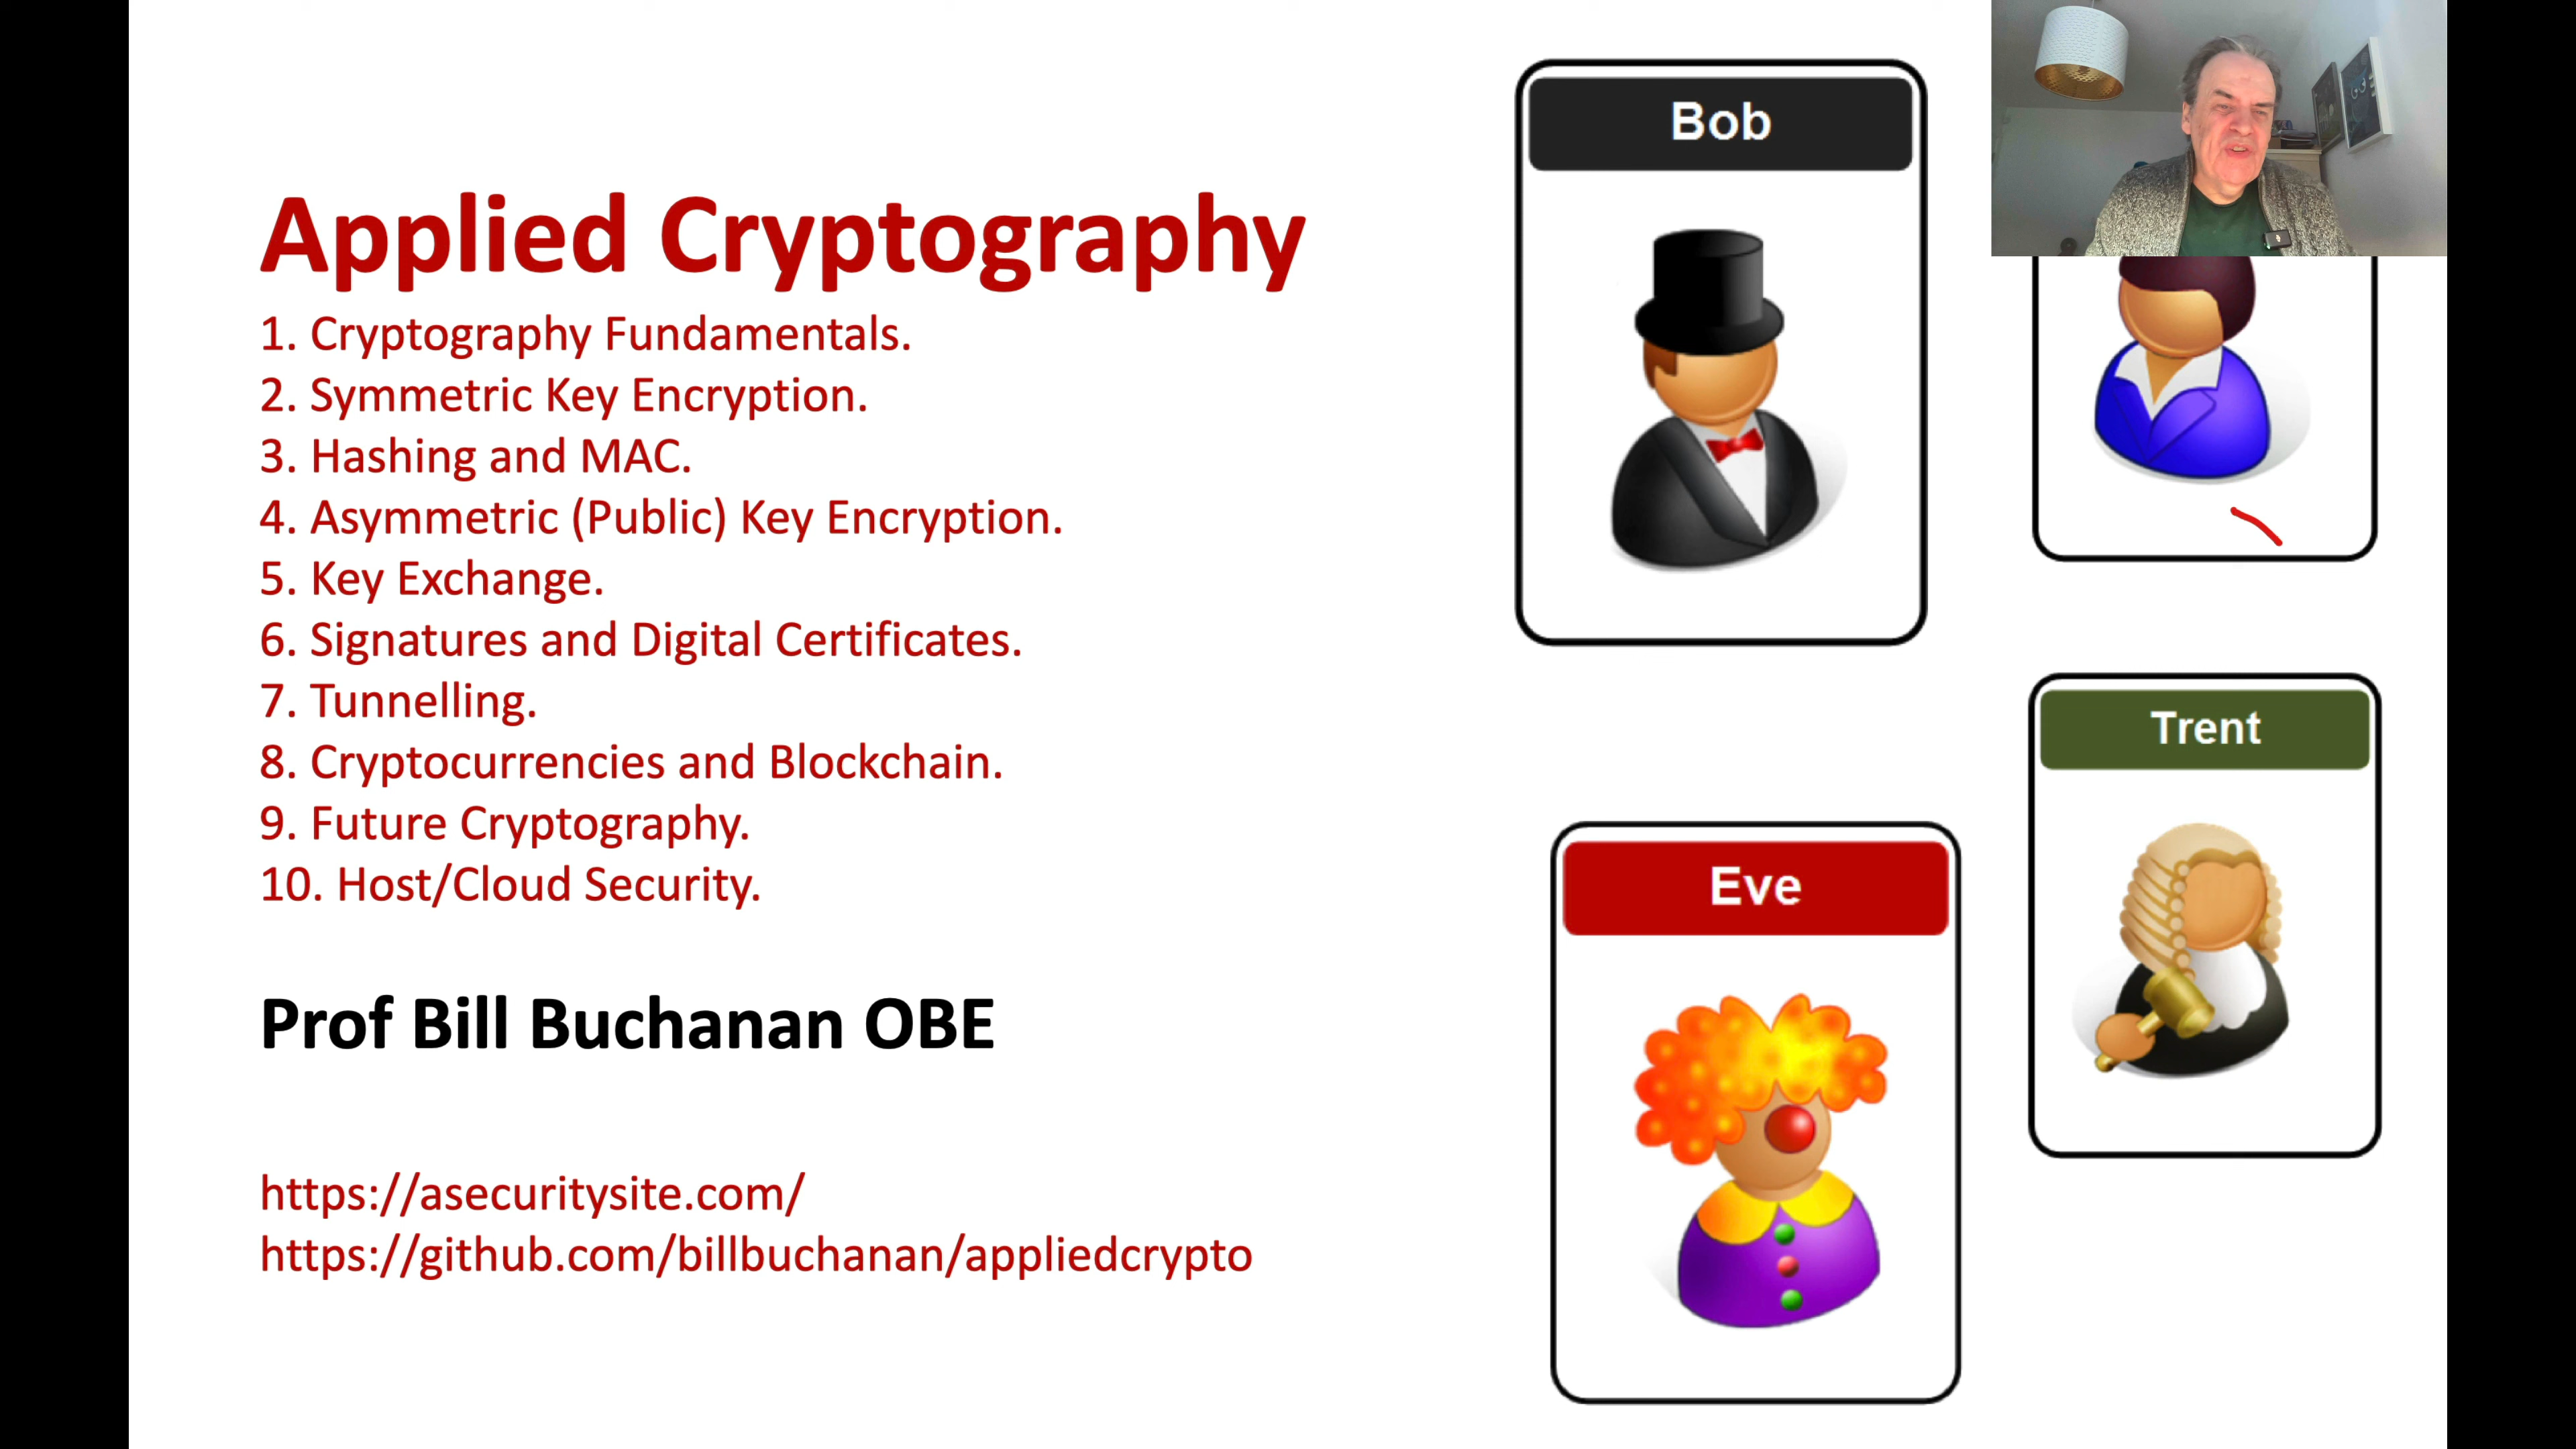 Applied Cryptography
1. Cryptography Fundamentals.
2. Symmetric Key Encryption.
3. Hashing and MAC.
4. Asymmetric (Public) Key Encryption.
5. Key Exchange.
6. Signatures and Digital Certificates.
7. Tunnelling.
8. Cryptocurrencies and Blockchain.
9. Future Cryptography.
10. Host/Cloud Security.
Prof Bill Buchanan OBE
https://asecuritysite.com/
https://github.com/billbuchanan/appliedcrypto
Bob
Trent
Eve